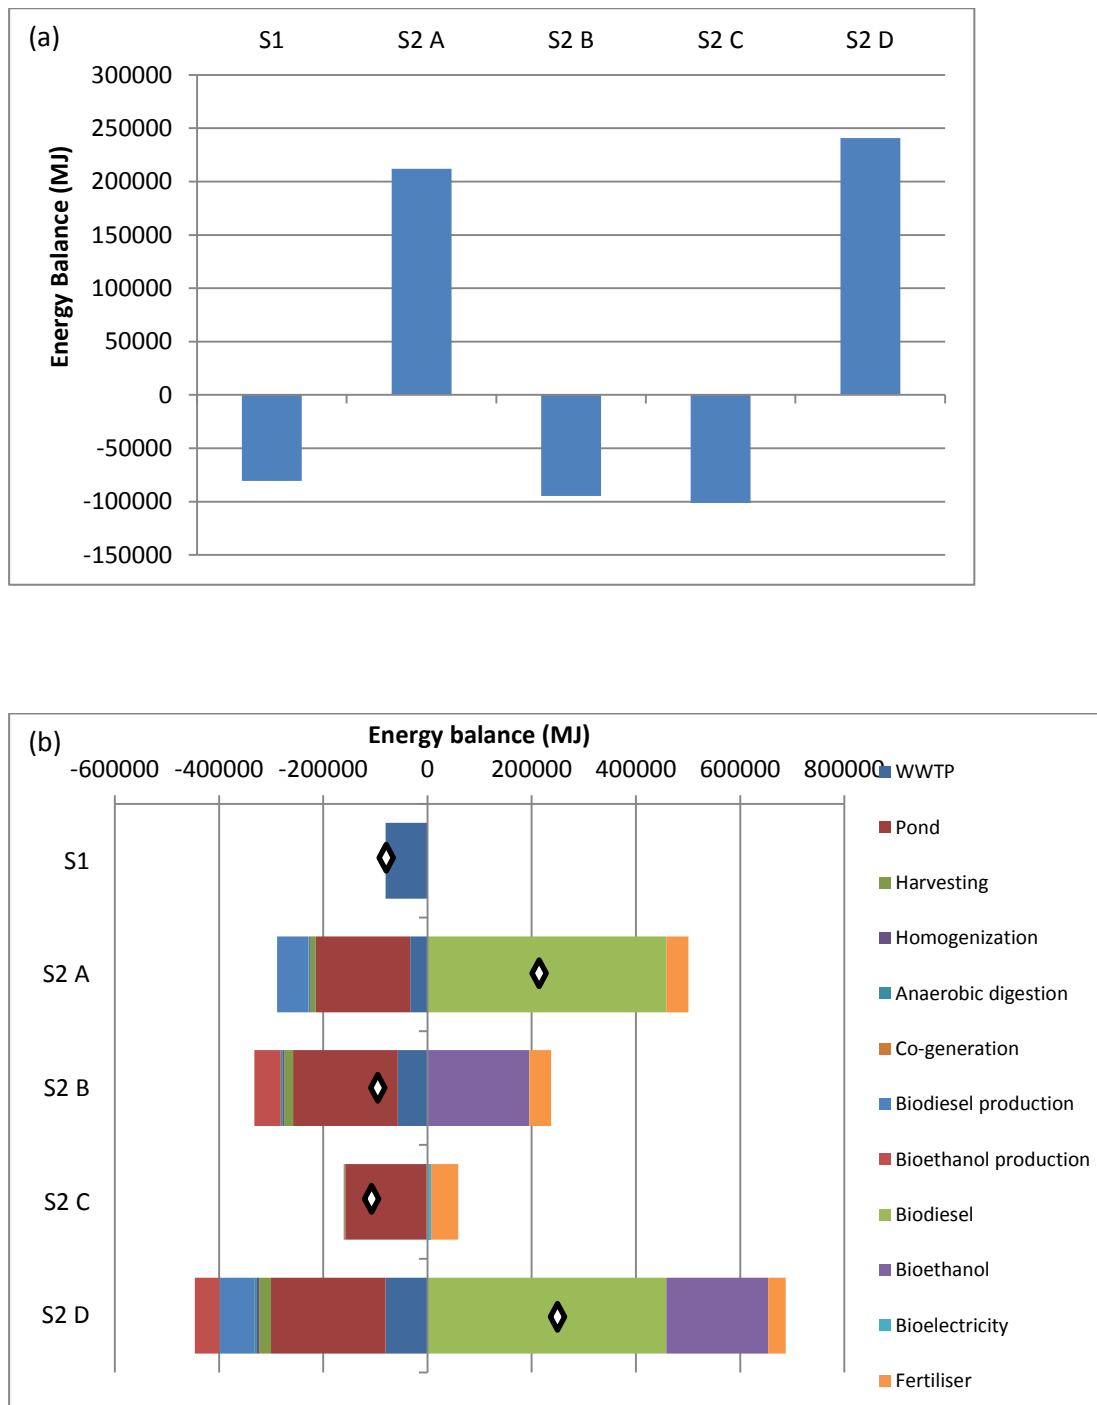 (a)
S1 S2 A S2 B S2 C S2 D
300000
250000
200000
150000
100000
50000
0
-50000
-100000
-150000
Energy Balance (MJ)
(b)
Energy balance (MJ)
-600000 -400000 -200000 0 200000 400000 600000 800000
S1
S2 A
S2 B
S2 C
S2 D
WWTP
Pond
Harvesting
Homogenization
Anaerobic digestion
Co-generation
Biodiesel production
Bioethanol production
Biodiesel
Bioethanol
Bioelectricity
Fertiliser